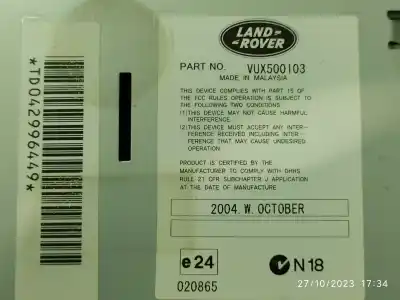 LAND-
ROVER
PART NO. VUX500103
MADE IN MALAYSIA
THIS DEVICE COMPLIES WITH PART 15 OF
THE FCC RULES OPERATION IS SUBJECT TO
THE FOLLOWING TWO CONDITIONS
(1)THIS DEVICE MAY NOT CAUSE HARMFUL
INTERFERENCE
(2)THIS DEVICE MUST ACCEPT ANY INTER-
FERENCE RECEIVED INCLUDING INTER-
FERENCE THAT MAY CAUSE UNDESIRED
OPERATION
PRODUCT IS CERTIFIED BY THE
MANUFACTURER TO COMPLY WITH DHHS
RULE 21 CFR SUBCHAPTER J APPLICATION
AT THE DATE OF MANUFACTURE
2004. W. OCTOBER
e24
N18
020865
*TD042996449*
27/10/2023 17:34